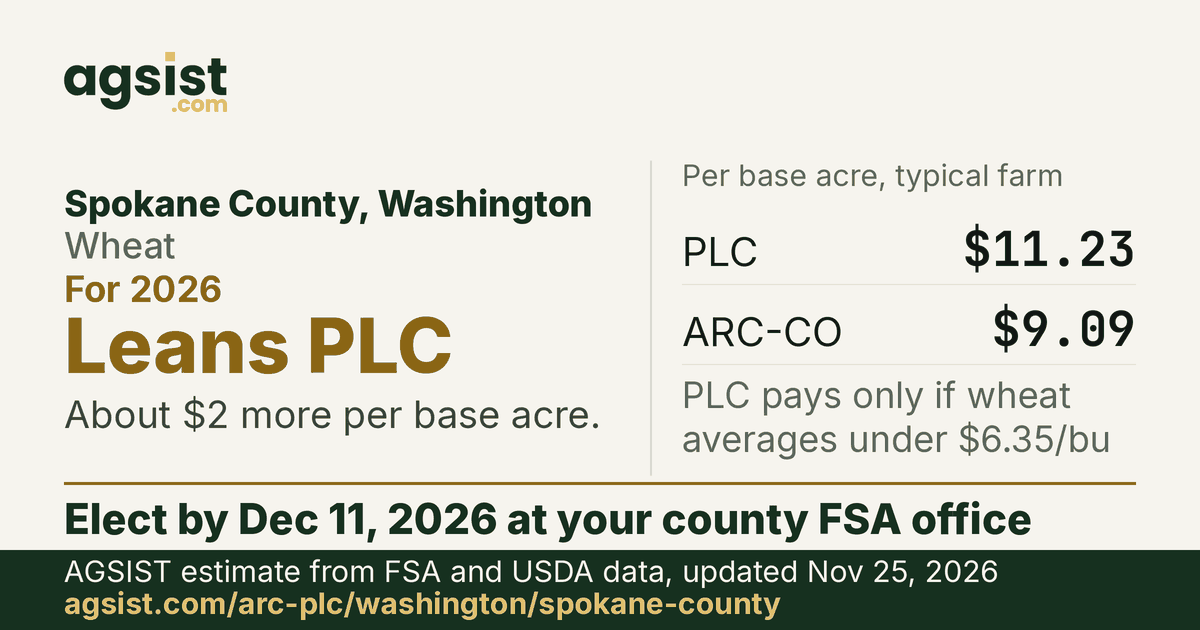 agsist
.com
Spokane County, Washington
Wheat
For 2026
Leans PLC
About $2 more per base acre.
Per base acre, typical farm
PLC $11.23
ARC-CO $9.09
PLC pays only if wheat
averages under $6.35/bu
Elect by Dec 11, 2026 at your county FSA office
AGSIST estimate from FSA and USDA data, updated Nov 25, 2026
agsist.com/arc-plc/washington/spokane-county